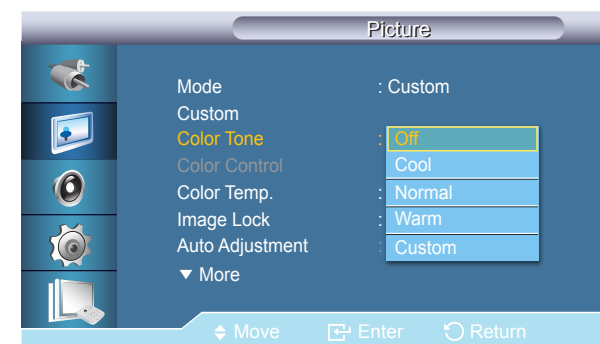 Picture
Mode : Custom
Custom
Color Tone : Off
Color Control Cool
Color Temp. : Normal
Image Lock : Warm
Auto Adjustment : Custom
▼ More
Move Enter Return